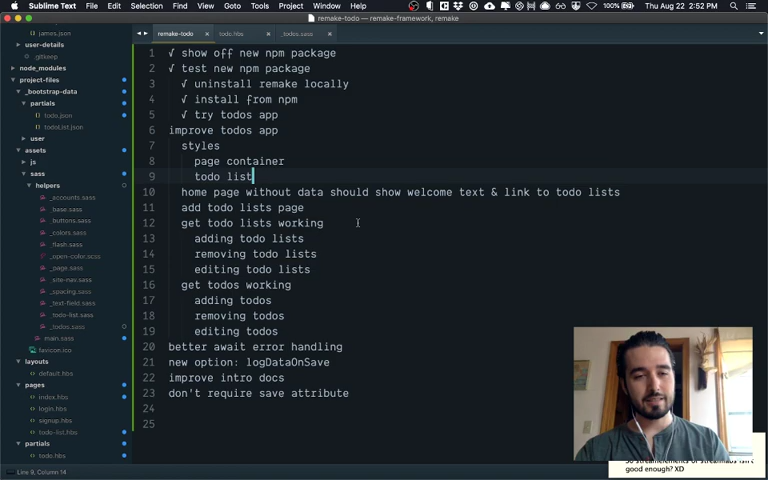 Sublime Text File Edit Selection Find View Goto Tools Project Window Help 100% Thu Aug 22 2:52 PM
remake-todo — remake-framework, remake
remake-todo × todo.hbs × _todos.sass ×
james.json
user-details
.gitkeep
node_modules
project-files
_bootstrap-data
partials
todo.json
todoList.json
user
assets
js
sass
helpers
_accounts.sass
_base.sass
_buttons.sass
_colors.sass
_flash.sass
_open-color.scss
_page.sass
_site-nav.sass
_spacing.sass
_text-field.sass
_todo-list.sass
_todos.sass
main.sass
favicon.ico
layouts
default.hbs
pages
index.hbs
login.hbs
signup.hbs
todo-list.hbs
partials
todo.hbs
1 √ show off new npm package
2 √ test new npm package
3 √ uninstall remake locally
4 √ install from npm
5 √ try todos app
6 improve todos app
7 styles
8 page container
9 todo list
10 home page without data should show welcome text & link to todo lists
11 add todo lists page
12 get todo lists working
13 adding todo lists
14 removing todo lists
15 editing todo lists
16 get todos working
17 adding todos
18 removing todos
19 editing todos
20 better await error handling
21 new option: logDataOnSave
22 improve intro docs
23 don't require save attribute
24
25
good enough? XD
Line 9, Column 14